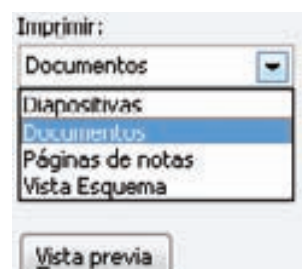 Imprimir:
Documentos
Diapositivas
Documentos
Páginas de notas
Vista Esquema
Vista previa